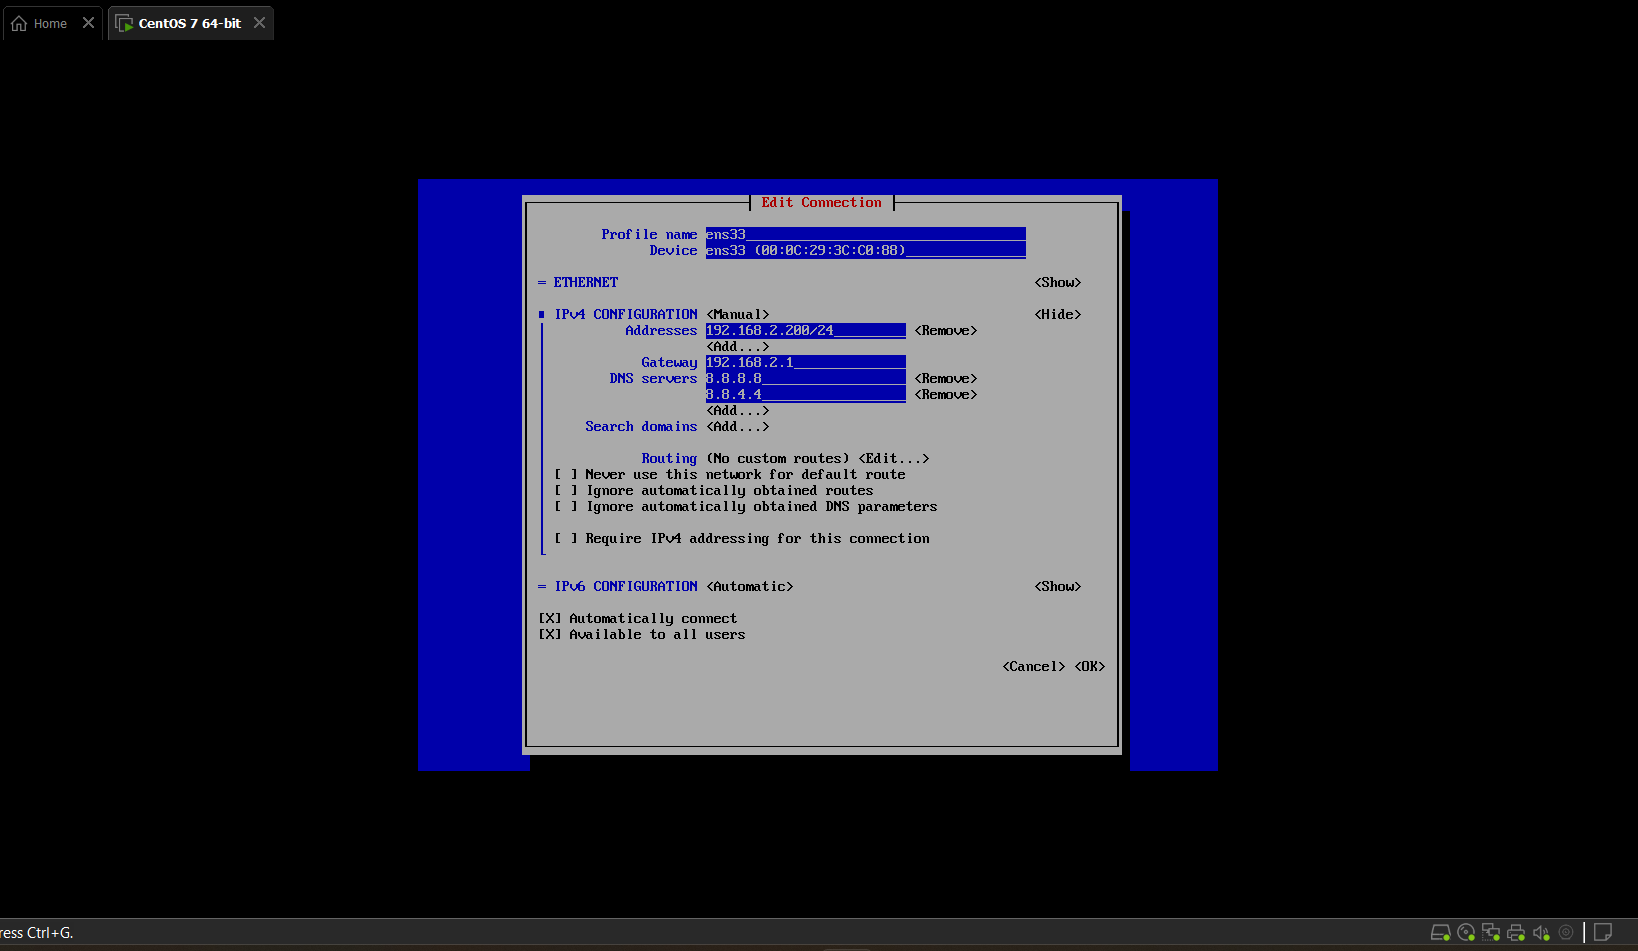 Home
CentOS 7 64-bit
Edit Connection
Profile name ens33
Device ens33 (00:0C:29:3C:C0:88)
= ETHERNET <Show>
IPv4 CONFIGURATION <Manual> <Hide>
Addresses 192.168.2.200/24 <Remove>
<Add...>
Gateway 192.168.2.1
DNS servers 8.8.8.8 <Remove>
8.8.4.4 <Remove>
<Add...>
Search domains <Add...>
Routing (No custom routes) <Edit...>
[ ] Never use this network for default route
[ ] Ignore automatically obtained routes
[ ] Ignore automatically obtained DNS parameters
[ ] Require IPv4 addressing for this connection
= IPv6 CONFIGURATION <Automatic> <Show>
[X] Automatically connect
[X] Available to all users
<Cancel> <OK>
ress Ctrl+G.